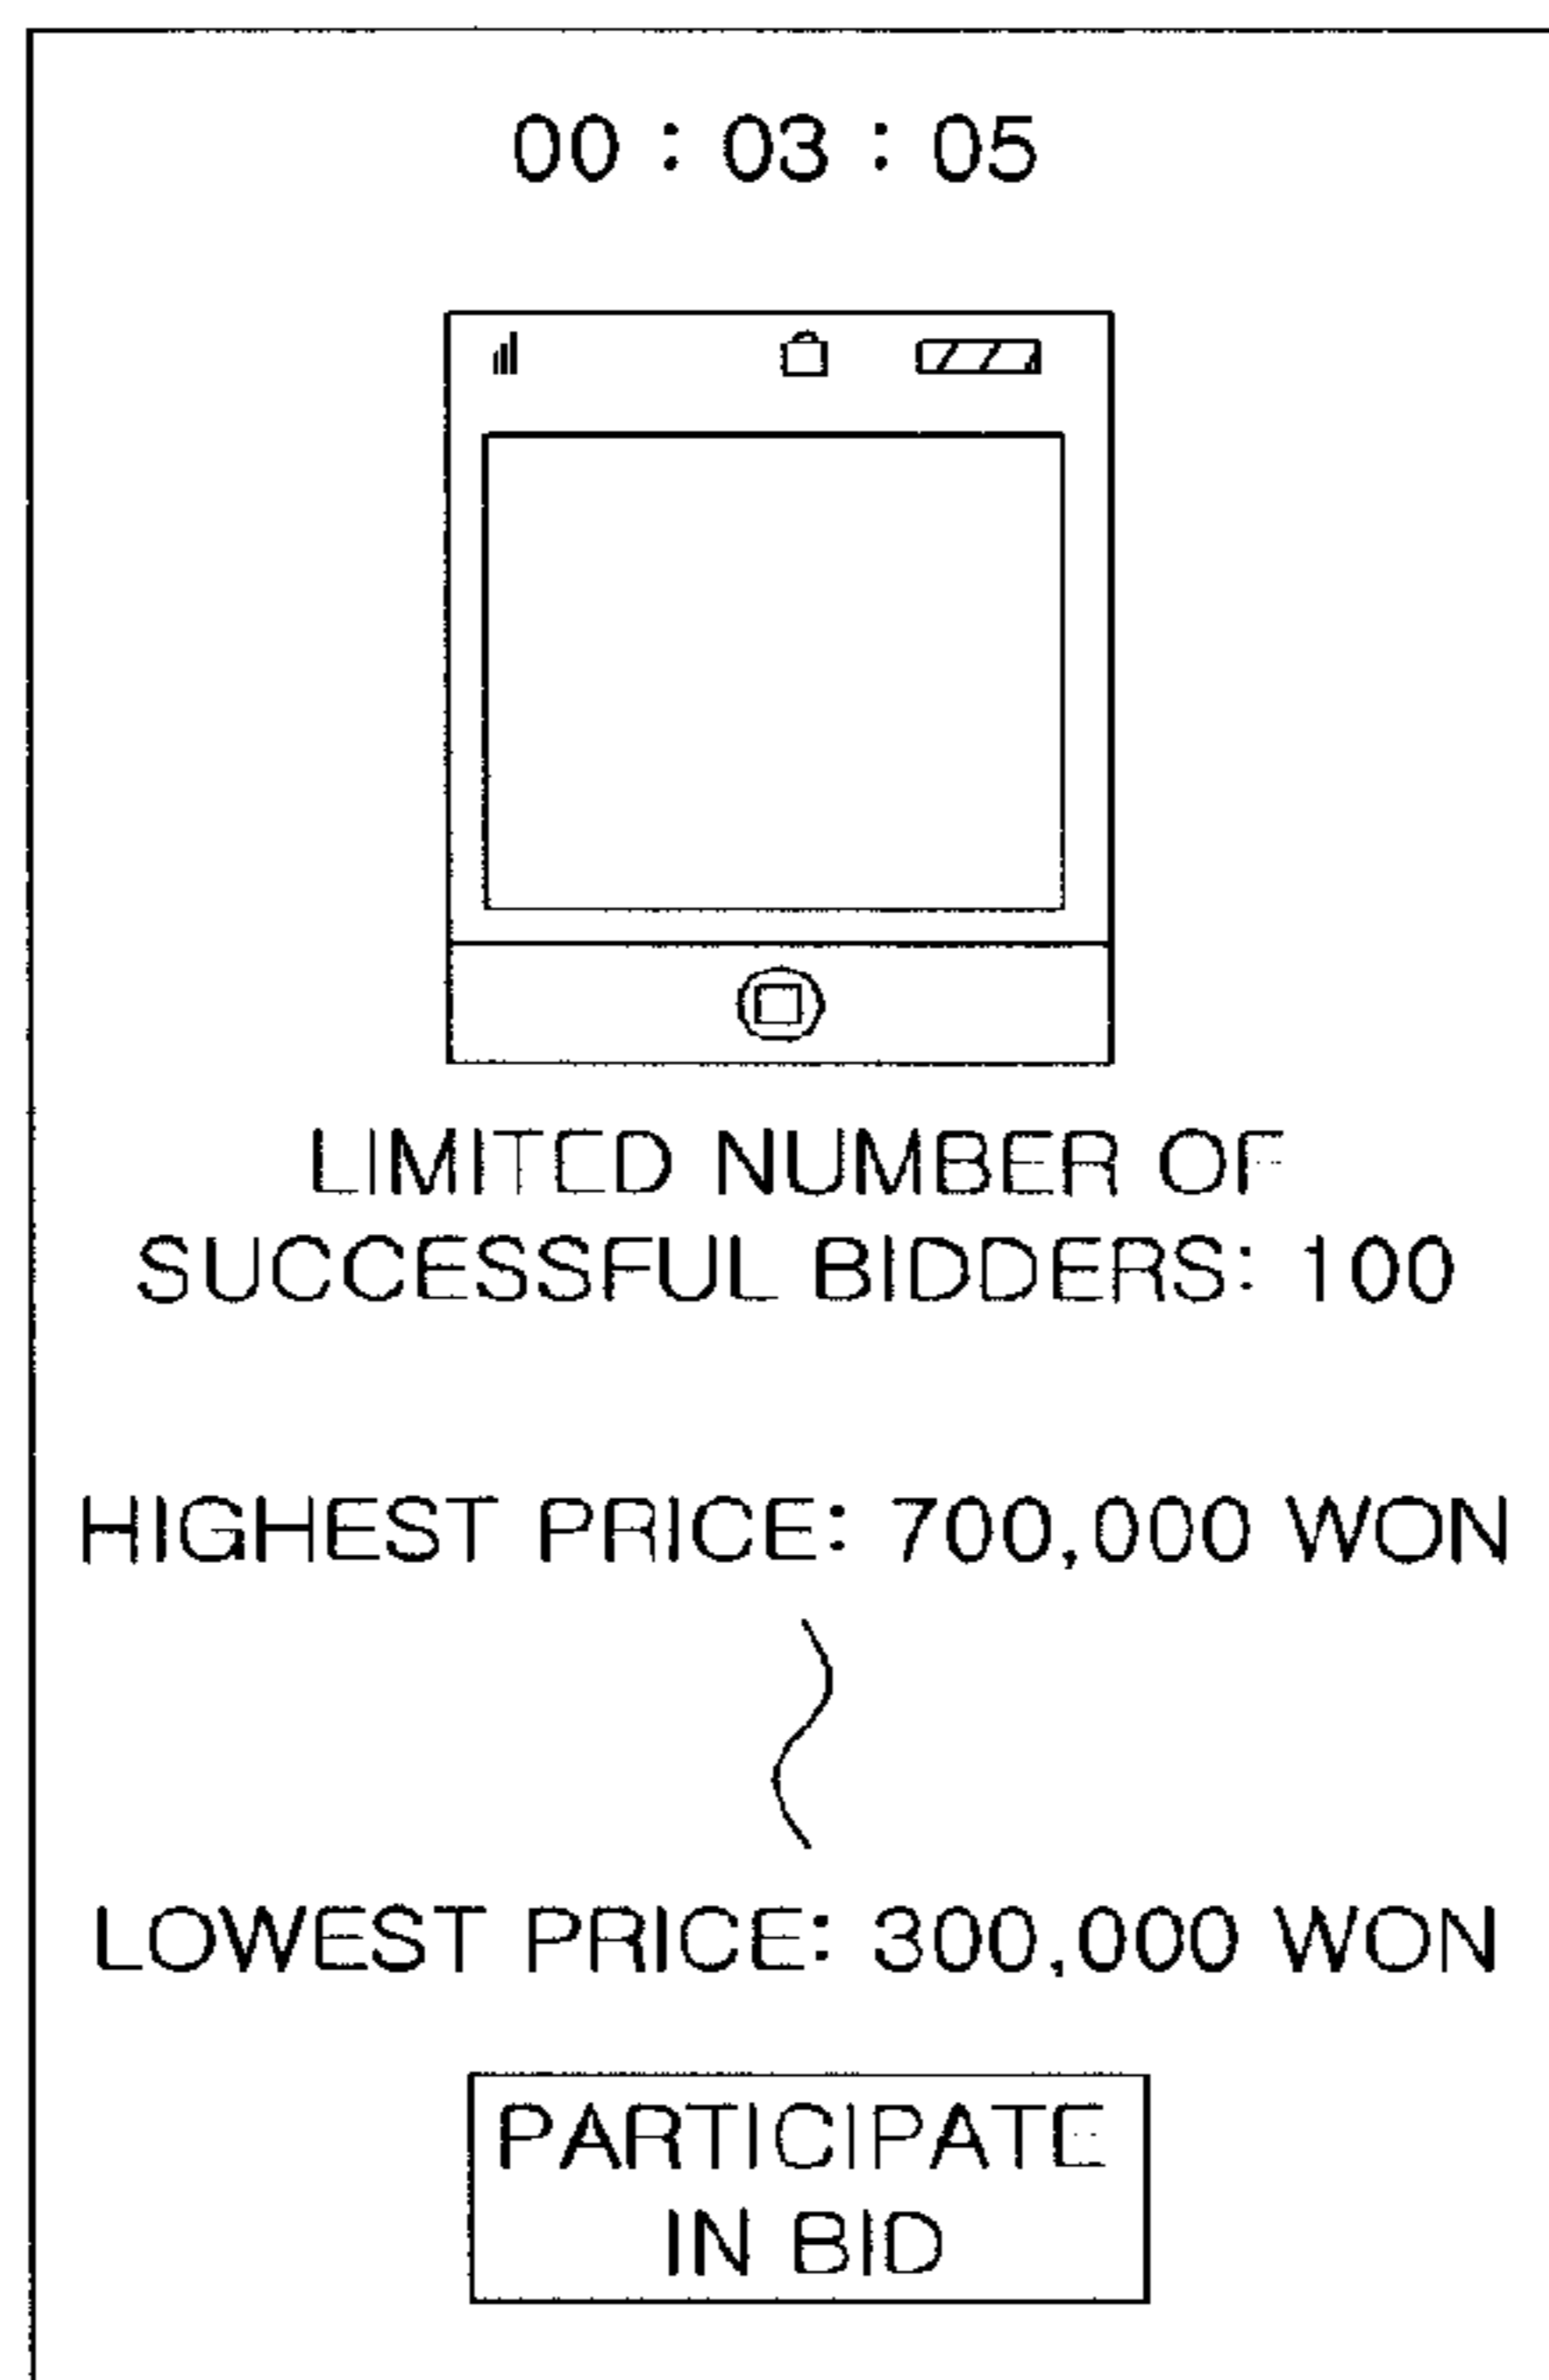 00 : 03 : 05
LIMITED NUMBER OF
SUCCESSFUL BIDDERS: 100
HIGHEST PRICE: 700,000 WON
LOWEST PRICE: 300,000 WON
PARTICIPATE
IN BID